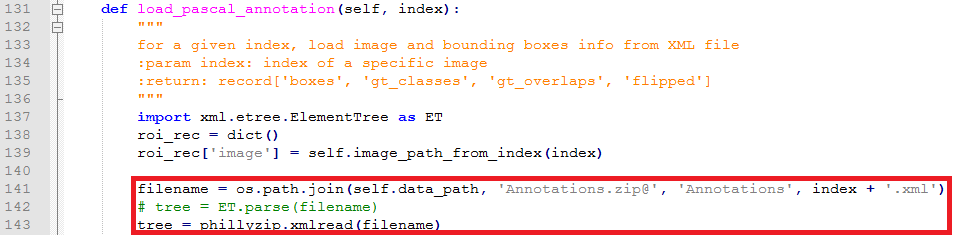 131 def load_pascal_annotation(self, index):
132 """
133 for a given index, load image and bounding boxes info from XML file
134 :param index: index of a specific image
135 :return: record['boxes', 'gt_classes', 'gt_overlaps', 'flipped']
136 """
137 import xml.etree.ElementTree as ET
138 roi_rec = dict()
139 roi_rec['image'] = self.image_path_from_index(index)
140
141 filename = os.path.join(self.data_path, 'Annotations.zip@', 'Annotations', index + '.xml')
142 # tree = ET.parse(filename)
143 tree = phillyzip.xmlread(filename)